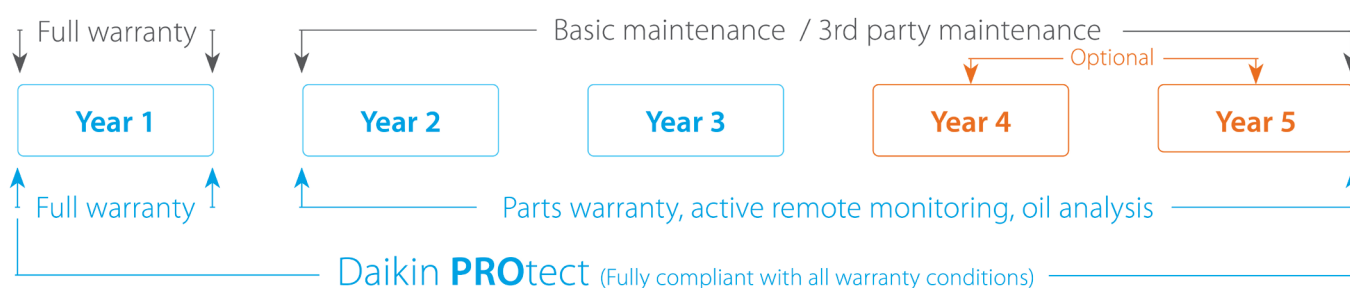 Full warranty
Basic maintenance / 3rd party maintenance
Optional
Year 1
Year 2
Year 3
Year 4
Year 5
Full warranty
Parts warranty, active remote monitoring, oil analysis
Daikin PROtect (Fully compliant with all warranty conditions)